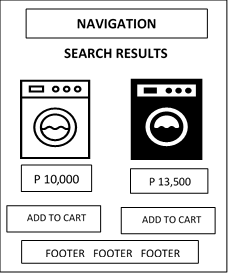 NAVIGATION
SEARCH RESULTS
P 10,000
P 13,500
ADD TO CART
ADD TO CART
FOOTER FOOTER FOOTER